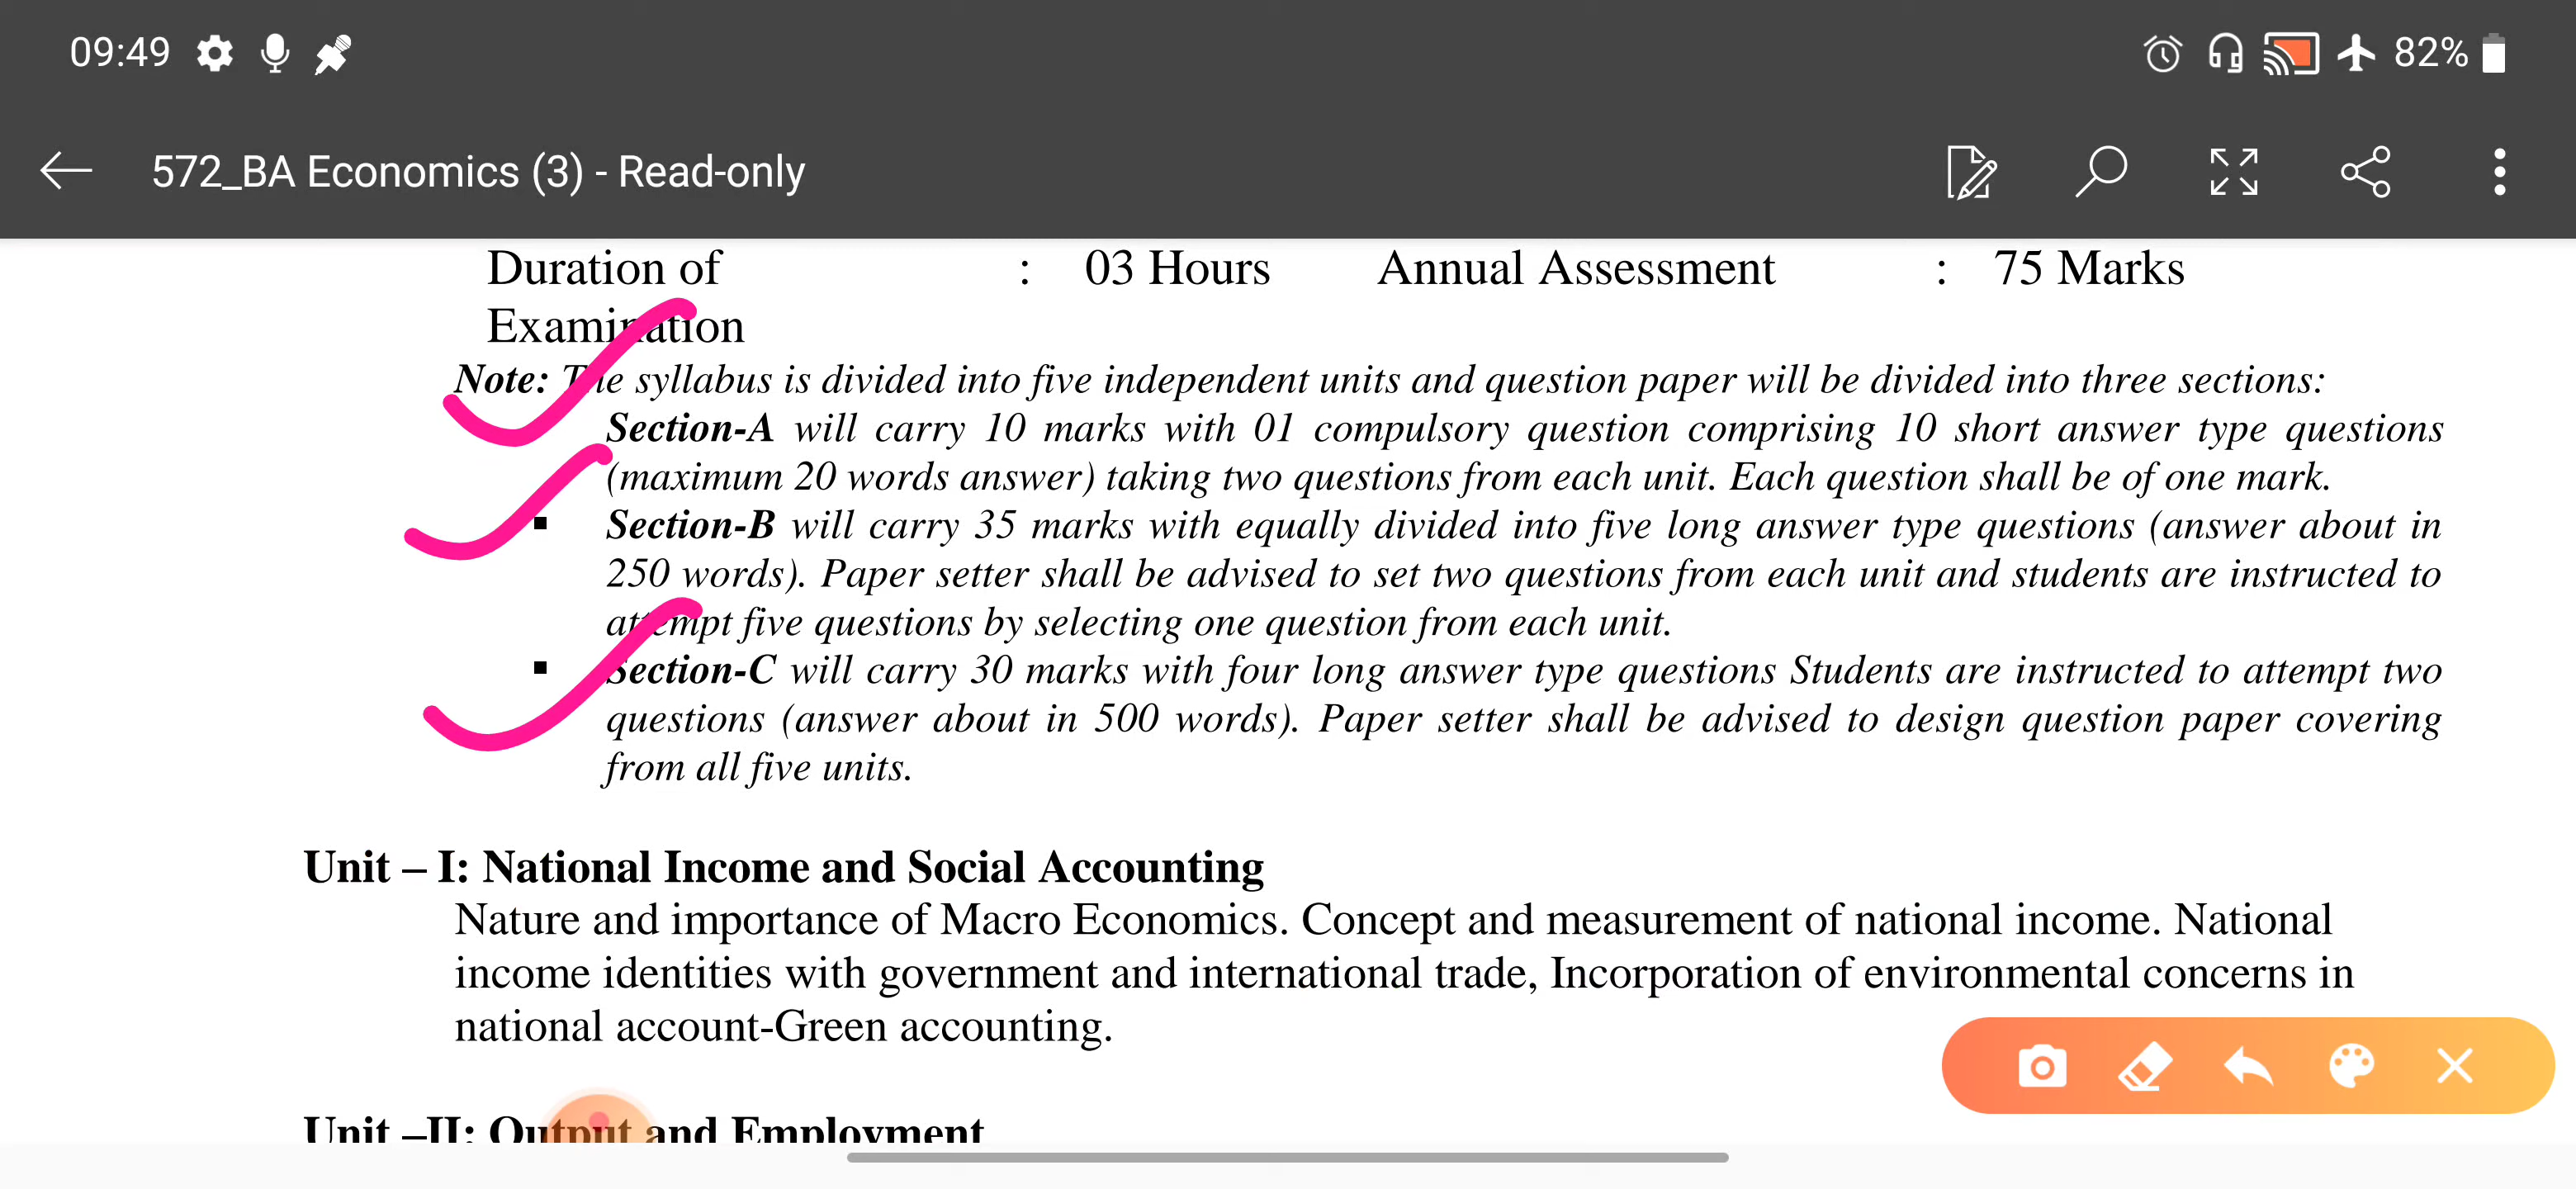 09:49 82%
572_BA Economics (3) - Read-only
Duration of : 03 Hours Annual Assessment : 75 Marks
Examination
Note: The syllabus is divided into five independent units and question paper will be divided into three sections:
Section-A will carry 10 marks with 01 compulsory question comprising 10 short answer type questions
(maximum 20 words answer) taking two questions from each unit. Each question shall be of one mark.
▪ Section-B will carry 35 marks with equally divided into five long answer type questions (answer about in
250 words). Paper setter shall be advised to set two questions from each unit and students are instructed to
attempt five questions by selecting one question from each unit.
▪ Section-C will carry 30 marks with four long answer type questions Students are instructed to attempt two
questions (answer about in 500 words). Paper setter shall be advised to design question paper covering
from all five units.
Unit – I: National Income and Social Accounting
Nature and importance of Macro Economics. Concept and measurement of national income. National
income identities with government and international trade, Incorporation of environmental concerns in
national account-Green accounting.
Unit –II: Output and Employment